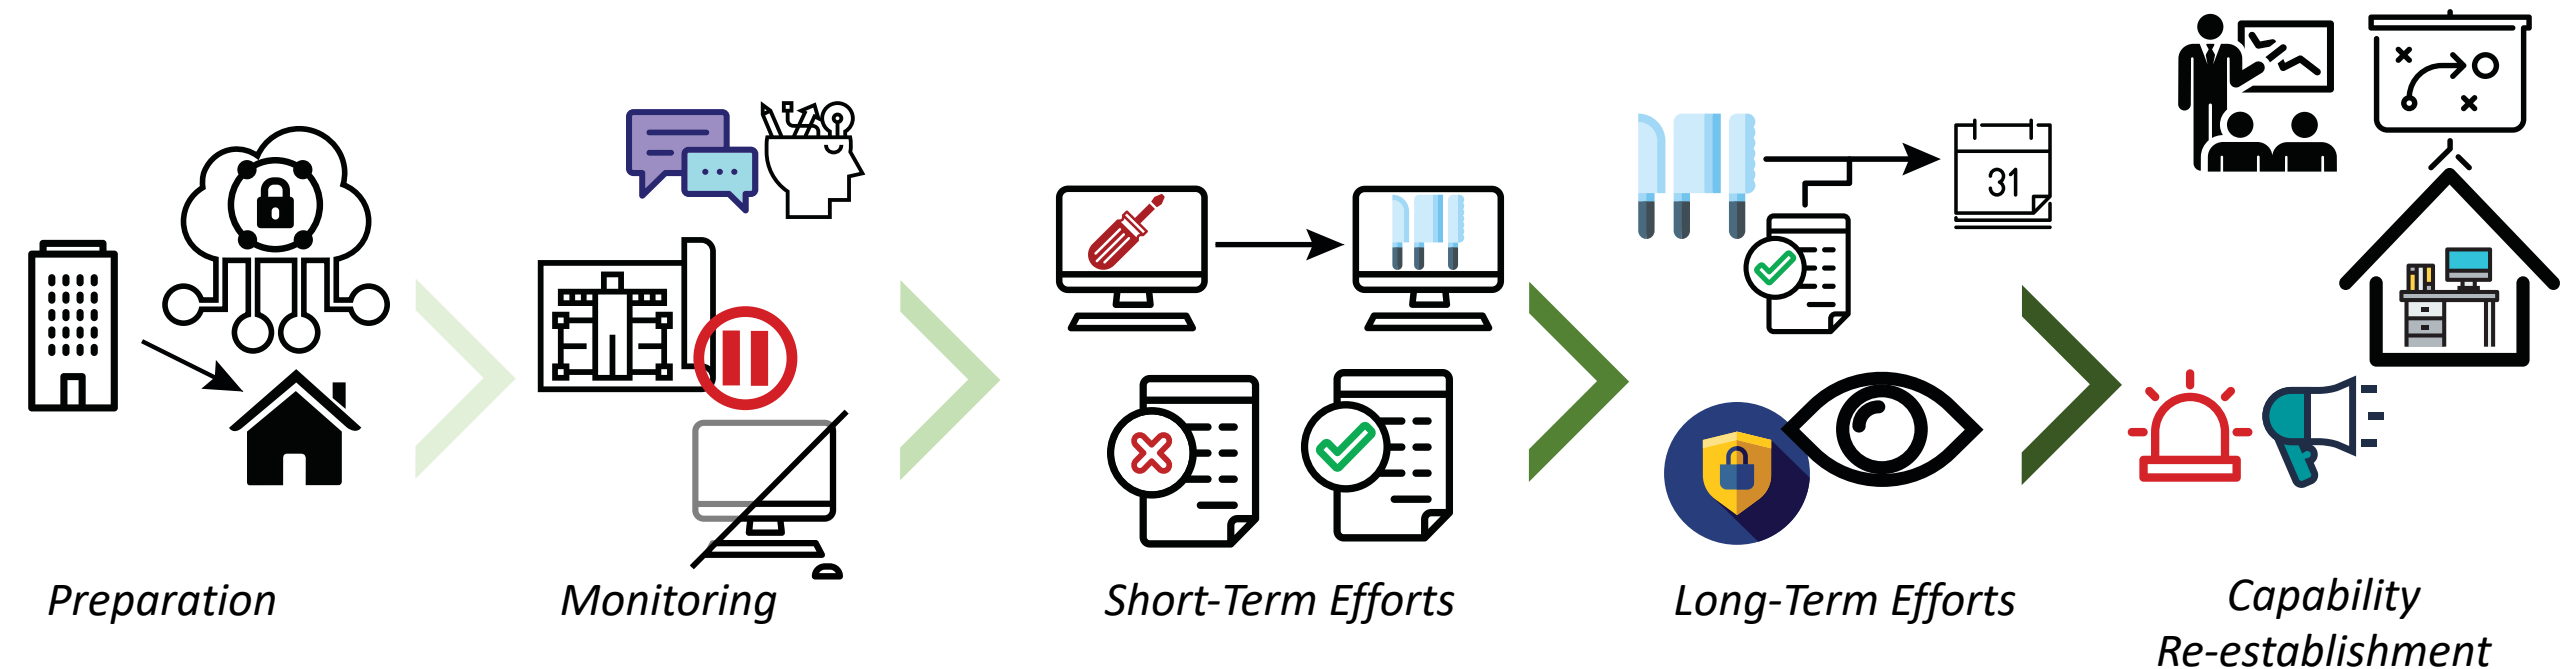 31
Preparation
Monitoring
Short-Term Efforts
Long-Term Efforts
Capability
Re-establishment